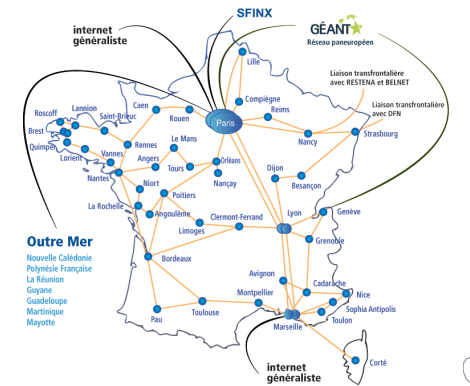 SFINX
internet
généraliste
GÉANT
Réseau paneuropéen
Lille
Liaison transfrontalière
avec RESTENA et BELNET
Compiègne
Caen
Lannion
Roscoff
Saint-Brieuc
Rouen
Paris
Reims
Liaison transfrontalière
avec DFN
Brest
Quimper
Rennes
Le Mans
Nancy
Strasbourg
Lorient
Vannes
Angers
Tours
Orléans
Nantes
Nançay
Dijon
Besançon
Niort
Poitiers
La Rochelle
Angoulême
Clermont-Ferrand
Lyon
Genève
Limoges
Grenoble
Outre Mer
Nouvelle Calédonie
Polynésie Française
La Réunion
Guyane
Guadeloupe
Martinique
Mayotte
Bordeaux
Avignon
Cadarache
Montpellier
Nice
Sophia Antipolis
Pau
Toulouse
Marseille
Toulon
Corté
internet
généraliste